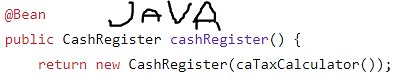 @Bean JAVA
public CashRegister cashRegister() {
    return new CashRegister(caTaxCalculator());